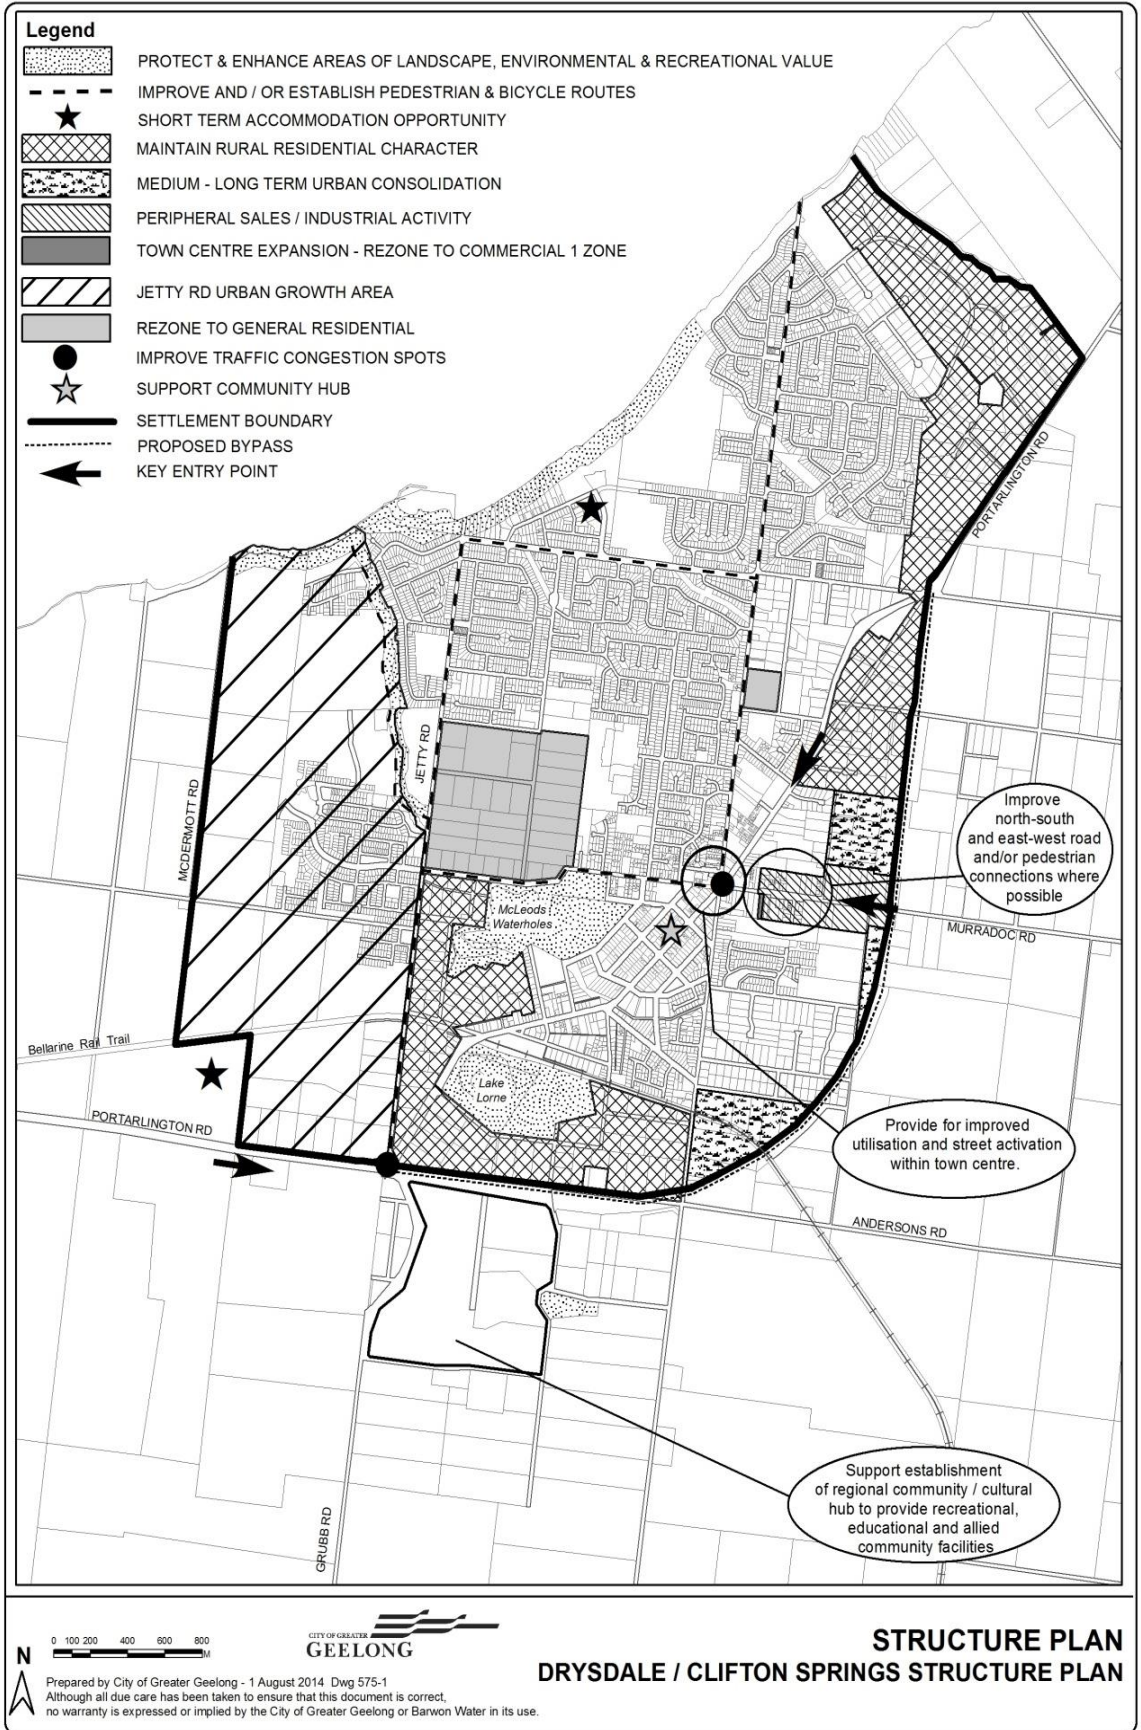 Legend
PROTECT & ENHANCE AREAS OF LANDSCAPE, ENVIRONMENTAL & RECREATIONAL VALUE
IMPROVE AND / OR ESTABLISH PEDESTRIAN & BICYCLE ROUTES
SHORT TERM ACCOMMODATION OPPORTUNITY
MAINTAIN RURAL RESIDENTIAL CHARACTER
MEDIUM - LONG TERM URBAN CONSOLIDATION
PERIPHERAL SALES / INDUSTRIAL ACTIVITY
TOWN CENTRE EXPANSION - REZONE TO COMMERCIAL 1 ZONE
JETTY RD URBAN GROWTH AREA
REZONE TO GENERAL RESIDENTIAL
IMPROVE TRAFFIC CONGESTION SPOTS
SUPPORT COMMUNITY HUB
SETTLEMENT BOUNDARY
PROPOSED BYPASS
KEY ENTRY POINT
PORTARLINGTON RD
JETTY RD
MCDERMOTT RD
Improve
north-south
and east-west road
and/or pedestrian
connections where
possible
McLeods
Waterholes
MURRADOC RD
Bellarine Rail Trail
Lake
Lorne
PORTARLINGTON RD
Provide for improved
utilisation and street activation
within town centre.
ANDERSONS RD
Support establishment
of regional community / cultural
hub to provide recreational,
educational and allied
community facilities
GRUBB RD
N
0 100 200 400 600 800
M
CITY OF GREATER
GEELONG
Prepared by City of Greater Geelong - 1 August 2014 Dwg 575-1
Although all due care has been taken to ensure that this document is correct,
no warranty is expressed or implied by the City of Greater Geelong or Barwon Water in its use.
STRUCTURE PLAN
DRYSDALE / CLIFTON SPRINGS STRUCTURE PLAN